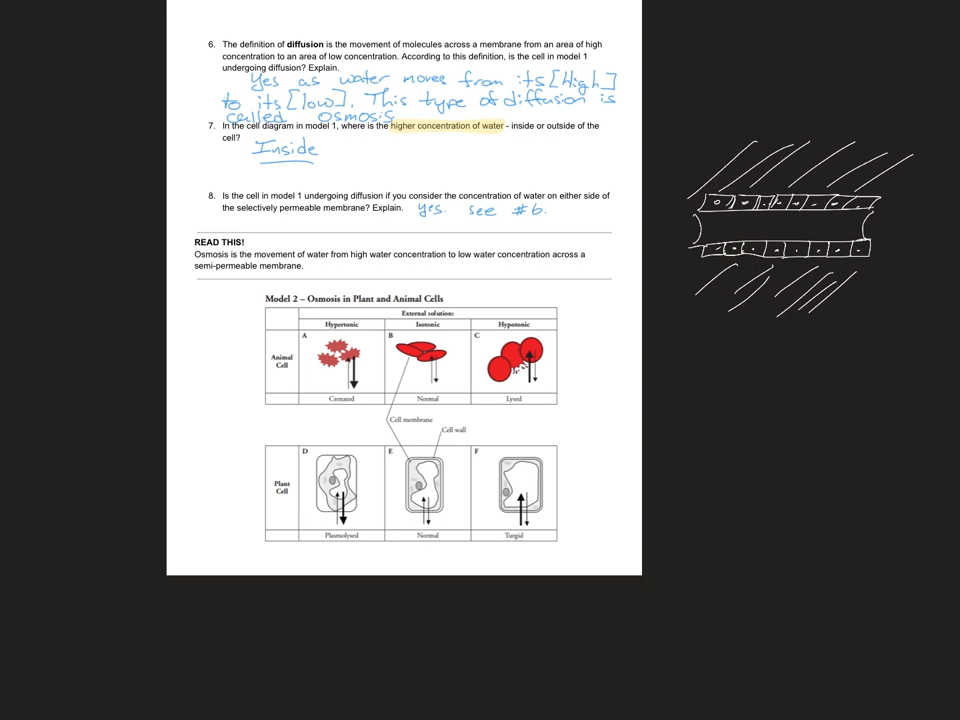 6. The definition of diffusion is the movement of molecules across a membrane from an area of high
concentration to an area of low concentration. According to this definition, is the cell in model 1
undergoing diffusion? Explain.
Yes as water moves from its [High]
to its [low]. This type of diffusion is
called osmosis
7. In the cell diagram in model 1, where is the higher concentration of water - inside or outside of the
cell?
Inside
8. Is the cell in model 1 undergoing diffusion if you consider the concentration of water on either side of
the selectively permeable membrane? Explain. yes. see #6.
READ THIS!
Osmosis is the movement of water from high water concentration to low water concentration across a
semi-permeable membrane.
Model 2 – Osmosis in Plant and Animal Cells
External solution:
Hypertonic Isotonic Hypotonic
A B C
Animal
Cell
Crenated Normal Lysed
Cell membrane
Cell wall
D E F
Plant
Cell
Plasmolysed Normal Turgid